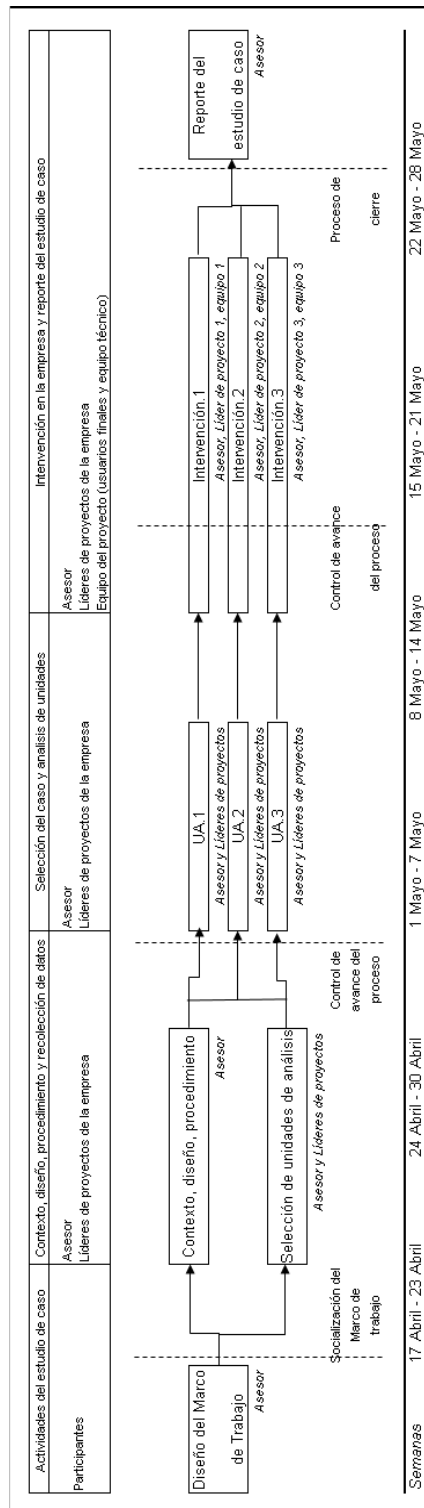 Actividades del estudio de caso
Contexto, diseño, procedimiento y recolección de datos
Selección del caso y análisis de unidades
Intervención en la empresa y reporte del estudio de caso
Participantes
Asesor
Líderes de proyectos de la empresa
Asesor
Líderes de proyectos de la empresa
Asesor
Líderes de proyectos de la empresa
Equipo del proyecto (usuarios finales y equipo técnico)
Diseño del Marco
de Trabajo
Asesor
Socialización del
Marco de
trabajo
Contexto, diseño, procedimiento
Asesor
Selección de unidades de análisis
Asesor y Líderes de proyectos
Control de
avance del
proceso
UA.1
Asesor y Líderes de proyectos
UA.2
Asesor y Líderes de proyectos
UA.3
Asesor y Líderes de proyectos
Control de avance
del proceso
Intervención.1
Asesor, Líder de proyecto 1, equipo 1
Intervención.2
Asesor, Líder de proyecto 2, equipo 2
Intervención.3
Asesor, Líder de proyecto 3, equipo 3
Proceso de
cierre
Reporte del
estudio de caso
Asesor
Semanas
17 Abril - 23 Abril
24 Abril - 30 Abril
1 Mayo - 7 Mayo
8 Mayo - 14 Mayo
15 Mayo - 21 Mayo
22 Mayo - 28 Mayo